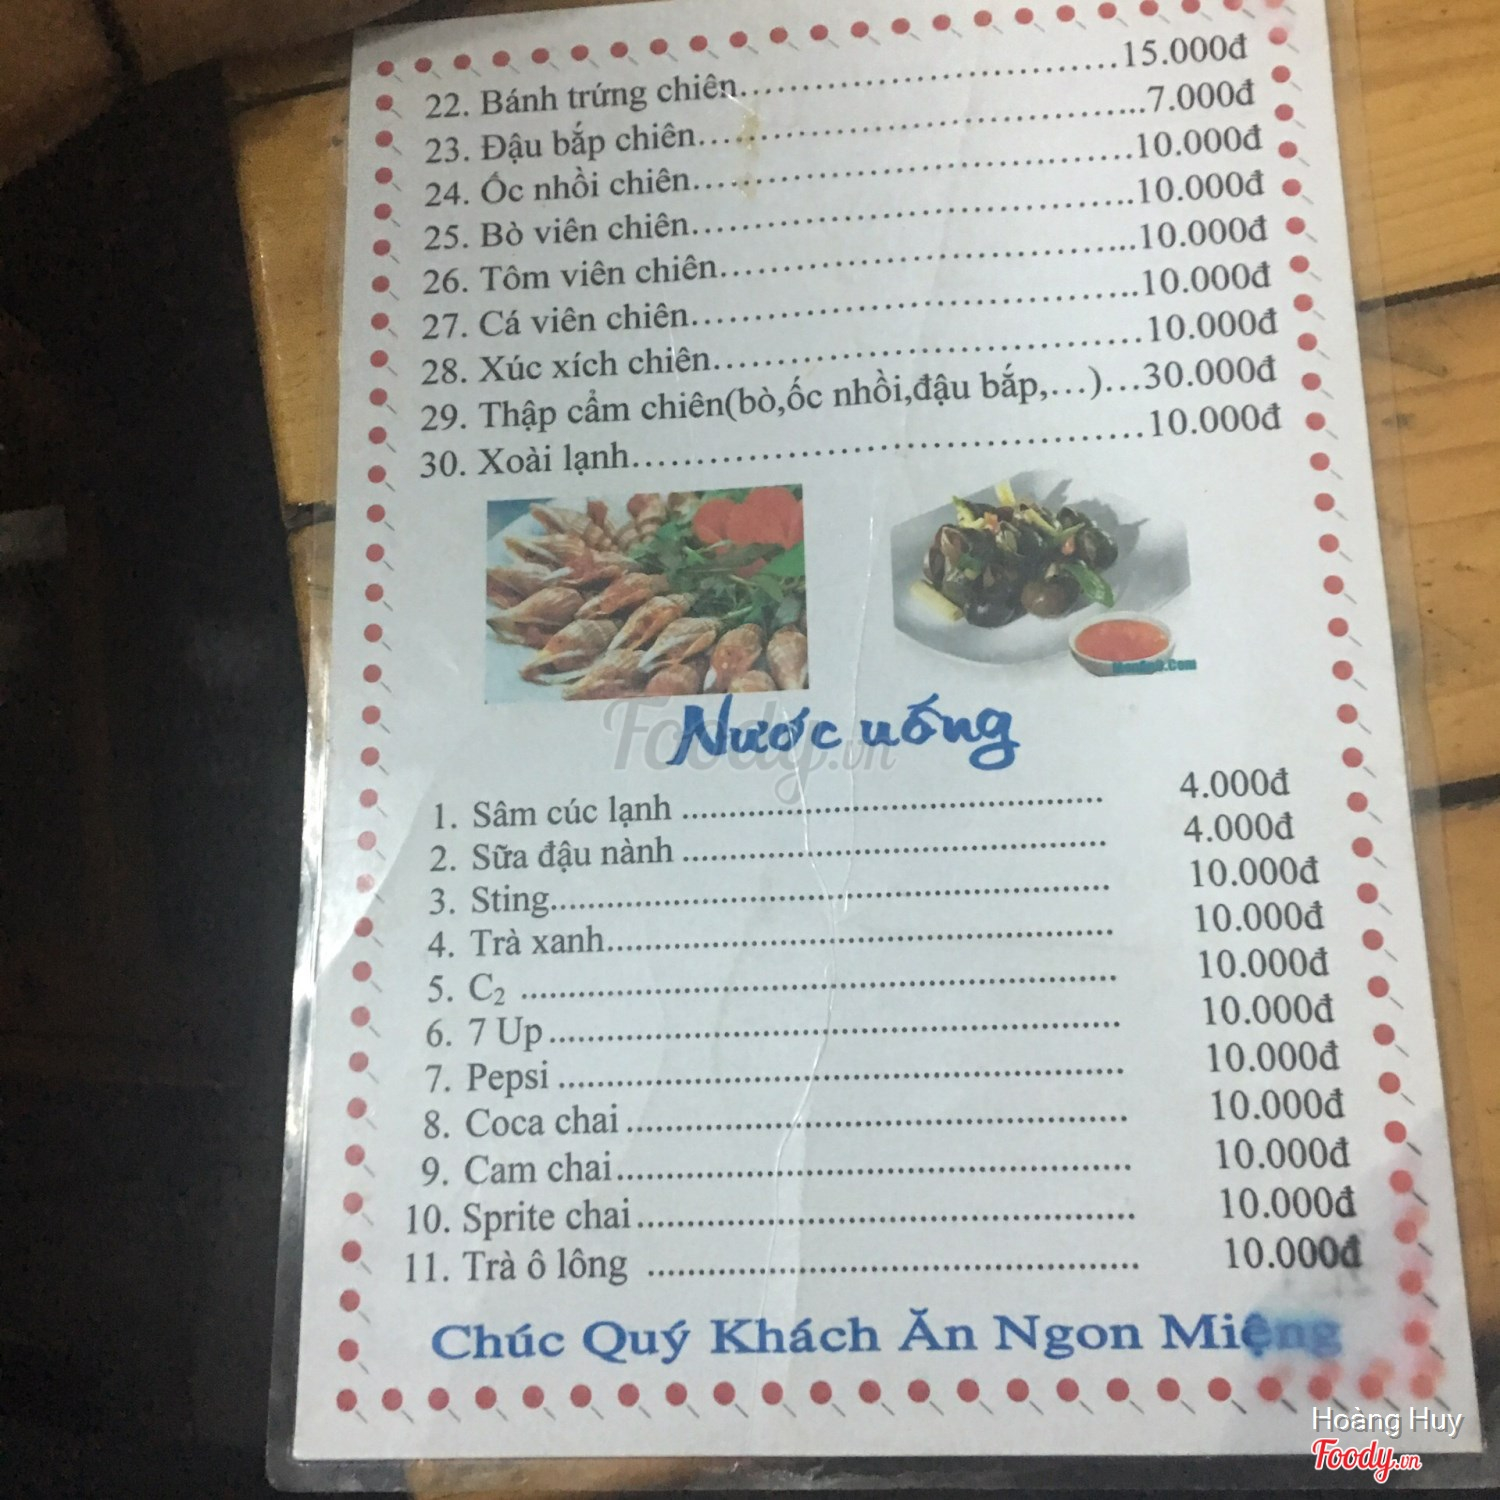 22. Bánh trứng chiên................................15.000đ
23. Đậu bắp chiên......................................7.000đ
24. Ốc nhồi chiên.....................................10.000đ
25. Bò viên chiên.....................................10.000đ
26. Tôm viên chiên...................................10.000đ
27. Cá viên chiên.....................................10.000đ
28. Xúc xích chiên...................................10.000đ
29. Thập cẩm chiên(bò,ốc nhồi,đậu bắp,...)...30.000đ
30. Xoài lạnh..........................................10.000đ
Nước uống
1. Sâm cúc lạnh ..................................... 4.000đ
2. Sữa đậu nành ..................................... 4.000đ
3. Sting................................................ 10.000đ
4. Trà xanh........................................... 10.000đ
5. C₂ ................................................... 10.000đ
6. 7 Up................................................. 10.000đ
7. Pepsi ................................................ 10.000đ
8. Coca chai .......................................... 10.000đ
9. Cam chai........................................... 10.000đ
10. Sprite chai ........................................ 10.000đ
11. Trà ô lông ........................................ 10.000đ
Chúc Quý Khách Ăn Ngon Miệng
Foody.vn
Hoàng Huy
Foody.vn